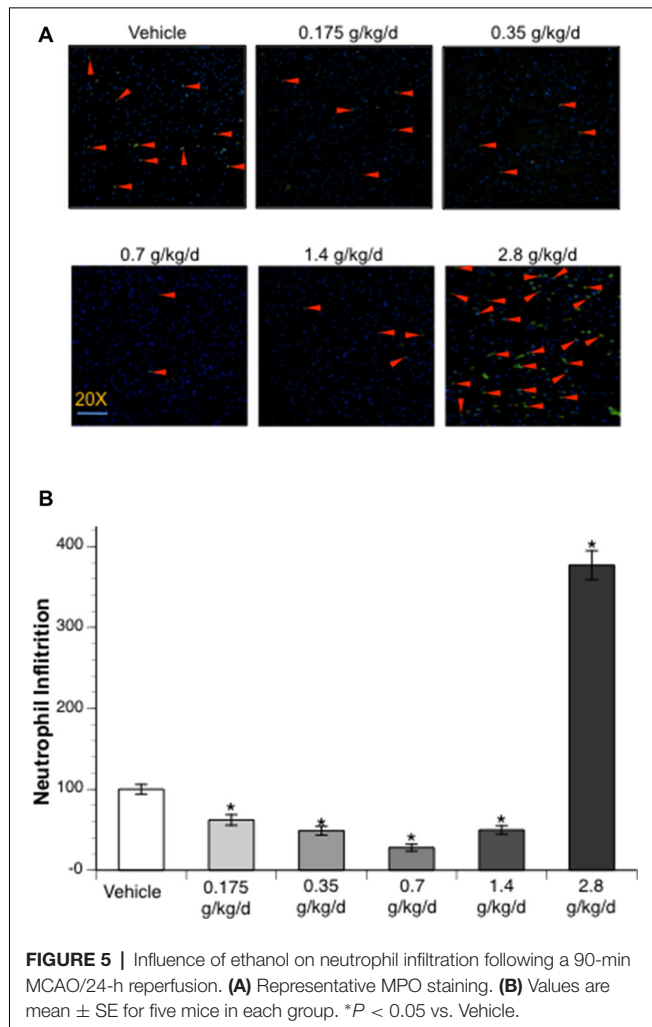 A
Vehicle 0.175 g/kg/d 0.35 g/kg/d
0.7 g/kg/d 1.4 g/kg/d 2.8 g/kg/d
20X
B
Neutrophil Inflitrition
400
300
200
100
-0
* * * * *
Vehicle 0.175 g/kg/d 0.35 g/kg/d 0.7 g/kg/d 1.4 g/kg/d 2.8 g/kg/d
FIGURE 5 | Influence of ethanol on neutrophil infiltration following a 90-min
MCAO/24-h reperfusion. (A) Representative MPO staining. (B) Values are
mean ± SE for five mice in each group. *P < 0.05 vs. Vehicle.